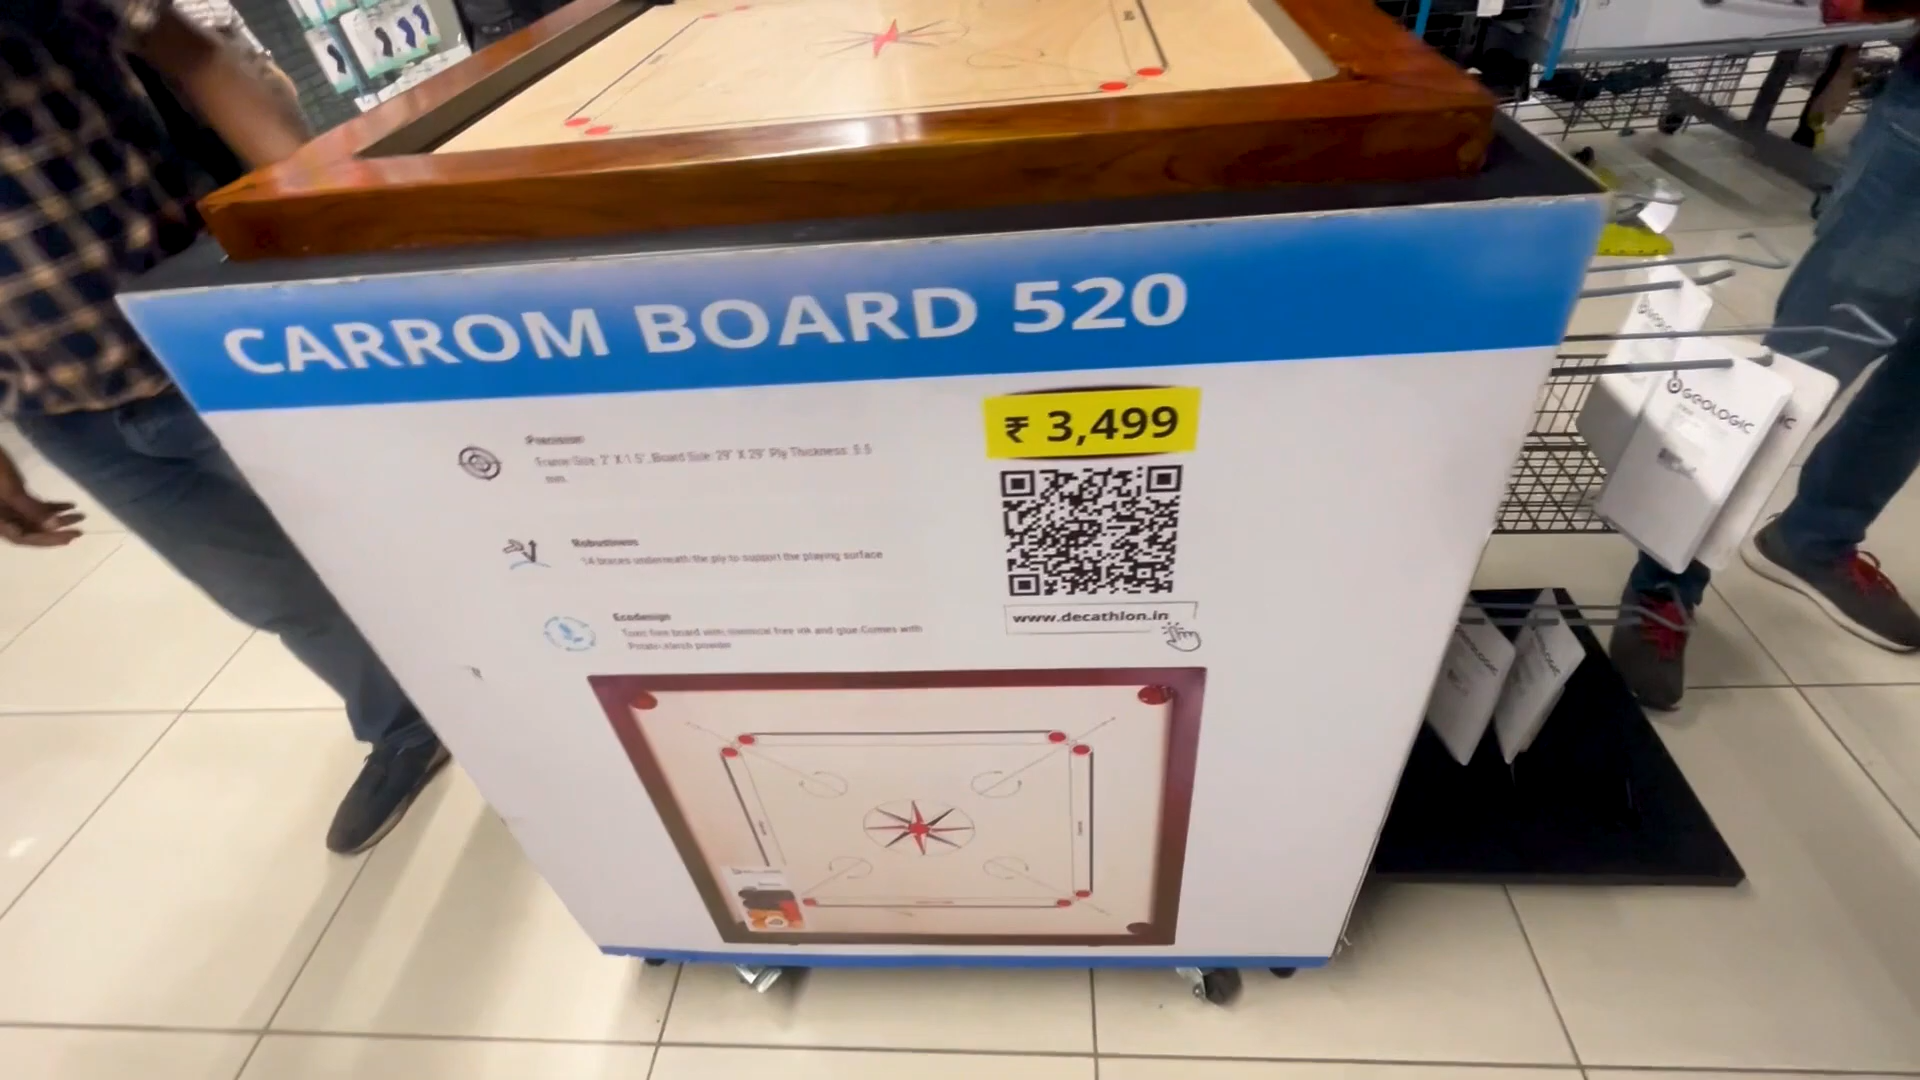 CARROM BOARD 520
₹ 3,499
Precision
Frame Size: 2" X 1.5", Board Size: 29" X 29" Ply Thickness: 5.5
mm.
Robustness
14 braces underneath the ply to support the playing surface
Ecodesign
Toxic free board with chemical free ink and glue Comes with
Potato starch powder
www.decathlon.in
GEOLOGIC
GEOLOGIC
GEOLOGIC